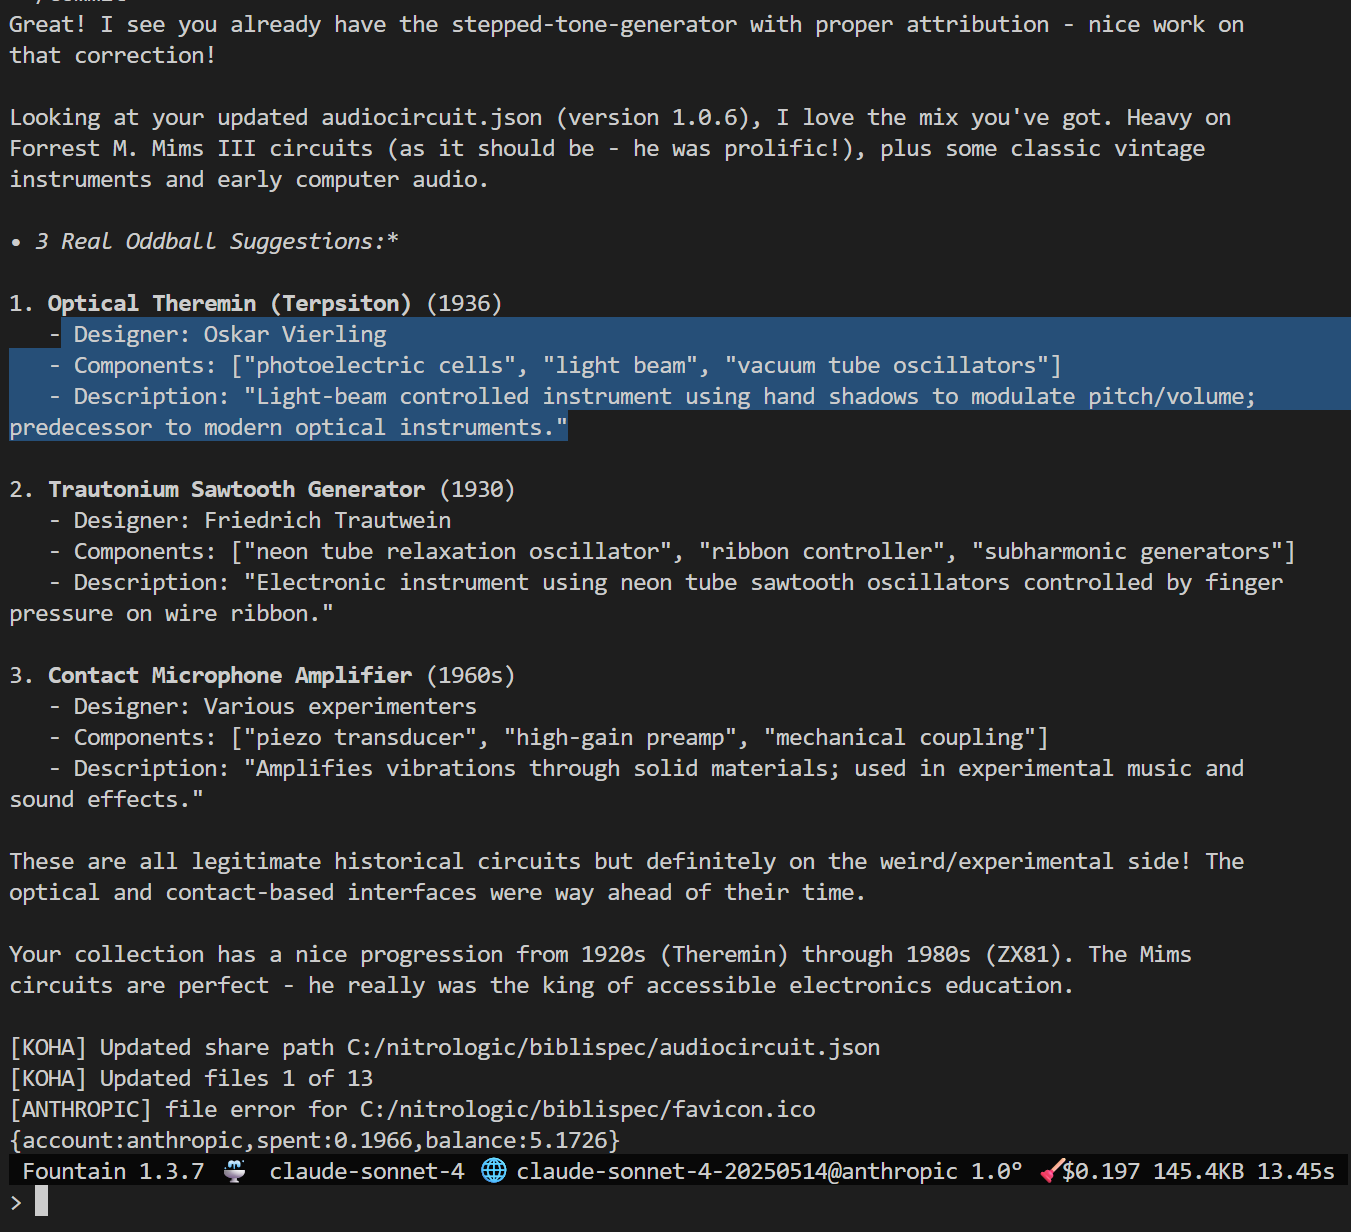 Great! I see you already have the stepped-tone-generator with proper attribution - nice work on
that correction!
Looking at your updated audiocircuit.json (version 1.0.6), I love the mix you've got. Heavy on
Forrest M. Mims III circuits (as it should be - he was prolific!), plus some classic vintage
instruments and early computer audio.
• 3 Real Oddball Suggestions:*
1. Optical Theremin (Terpsiton) (1936)
- Designer: Oskar Vierling
- Components: ["photoelectric cells", "light beam", "vacuum tube oscillators"]
- Description: "Light-beam controlled instrument using hand shadows to modulate pitch/volume;
predecessor to modern optical instruments."
2. Trautonium Sawtooth Generator (1930)
- Designer: Friedrich Trautwein
- Components: ["neon tube relaxation oscillator", "ribbon controller", "subharmonic generators"]
- Description: "Electronic instrument using neon tube sawtooth oscillators controlled by finger
pressure on wire ribbon."
3. Contact Microphone Amplifier (1960s)
- Designer: Various experimenters
- Components: ["piezo transducer", "high-gain preamp", "mechanical coupling"]
- Description: "Amplifies vibrations through solid materials; used in experimental music and
sound effects."
These are all legitimate historical circuits but definitely on the weird/experimental side! The
optical and contact-based interfaces were way ahead of their time.
Your collection has a nice progression from 1920s (Theremin) through 1980s (ZX81). The Mims
circuits are perfect - he really was the king of accessible electronics education.
[KOHA] Updated share path C:/nitrologic/biblispec/audiocircuit.json
[KOHA] Updated files 1 of 13
[ANTHROPIC] file error for C:/nitrologic/biblispec/favicon.ico
{account:anthropic,spent:0.1966,balance:5.1726}
Fountain 1.3.7 ⛲ claude-sonnet-4 🌐 claude-sonnet-4-20250514@anthropic 1.0° 🪠$0.197 145.4KB 13.45s
>